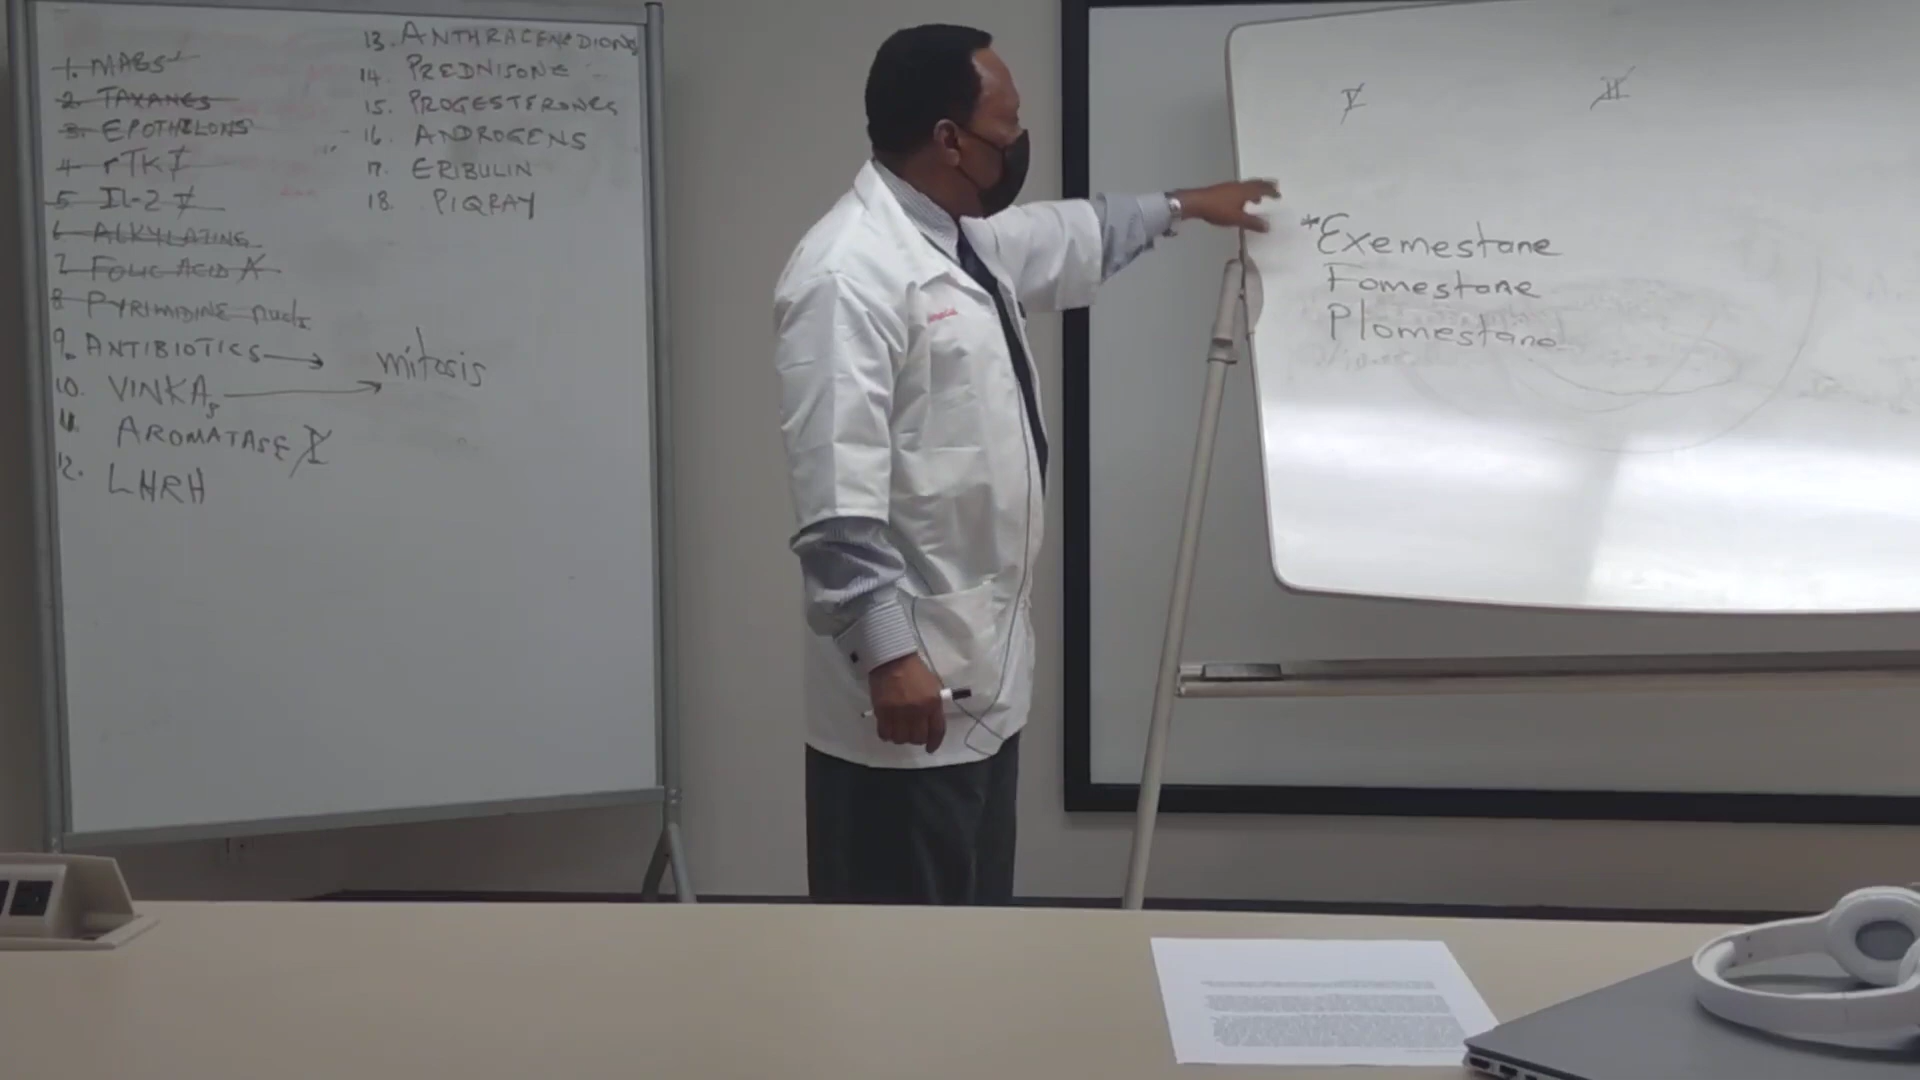 1. MABS
2. TAXANES
3. EPOTHILONS
4 rTKI
5 IL-2
6 ALKYLATING
7 FOLIC ACID A
8 PYRIMIDINE nucls
9. ANTIBIOTICS → mitosis
10. VINKAs
11. AROMATASE I
12. LHRH
13. ANTHRACENEDIONS
14. PREDNISONE
15. PROGESTERONES
16. ANDROGENS
17. ERIBULIN
18. PIQRAY
I II
*Exemestane
Fomestane
Plomestane